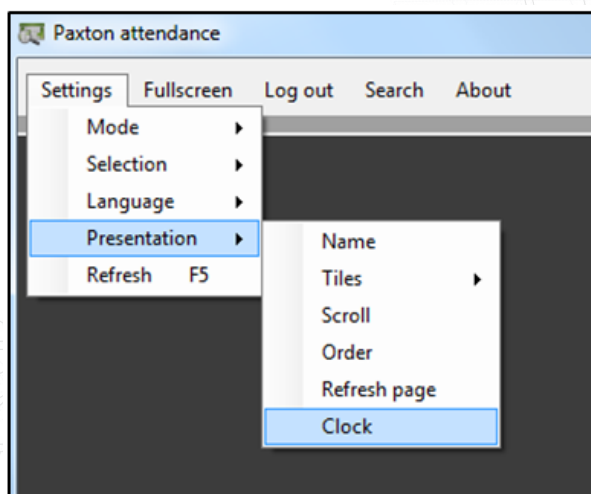 Paxton attendance
Settings Fullscreen Log out Search About
Mode
Selection
Language
Presentation
Refresh F5
Name
Tiles
Scroll
Order
Refresh page
Clock